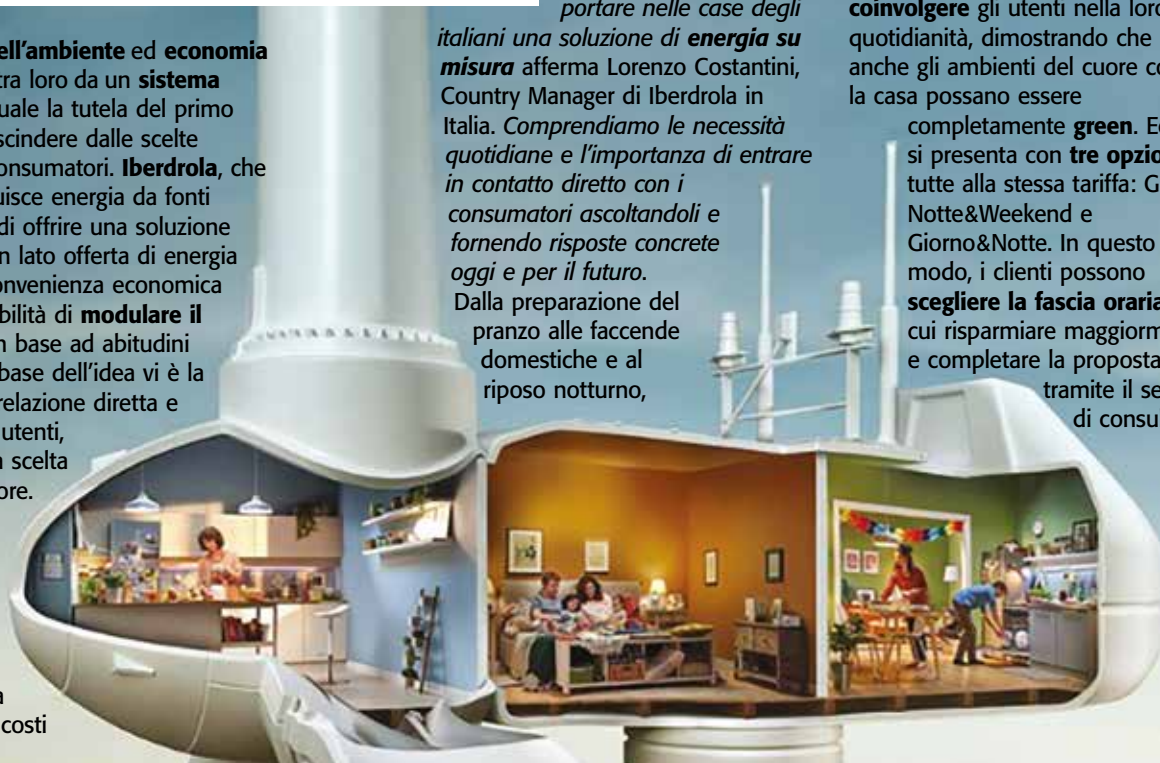 ell'ambiente ed economia
tra loro da un sistema
uale la tutela del primo
scindere dalle scelte
onsumatori. Iberdrola, che
uisce energia da fonti
di offrire una soluzione
n lato offerta di energia
onvenienza economica
bilità di modulare il
n base ad abitudini
base dell'idea vi è la
relazione diretta e
utenti,
scelta
ore.
a
costi
portare nelle case degli
italiani una soluzione di energia su
misura afferma Lorenzo Costantini,
Country Manager di Iberdrola in
Italia. Comprendiamo le necessità
quotidiane e l'importanza di entrare
in contatto diretto con i
consumatori ascoltandoli e
fornendo risposte concrete
oggi e per il futuro.
Dalla preparazione del
pranzo alle faccende
domestiche e al
riposo notturno,
coinvolgere gli utenti nella loro
quotidianità, dimostrando che
anche gli ambienti del cuore co
la casa possano essere
completamente green. Ec
si presenta con tre opzio
tutte alla stessa tariffa: G
Notte&Weekend e
Giorno&Notte. In questo
modo, i clienti possono
scegliere la fascia oraria
cui risparmiare maggiorm
e completare la proposta
tramite il se
di consu